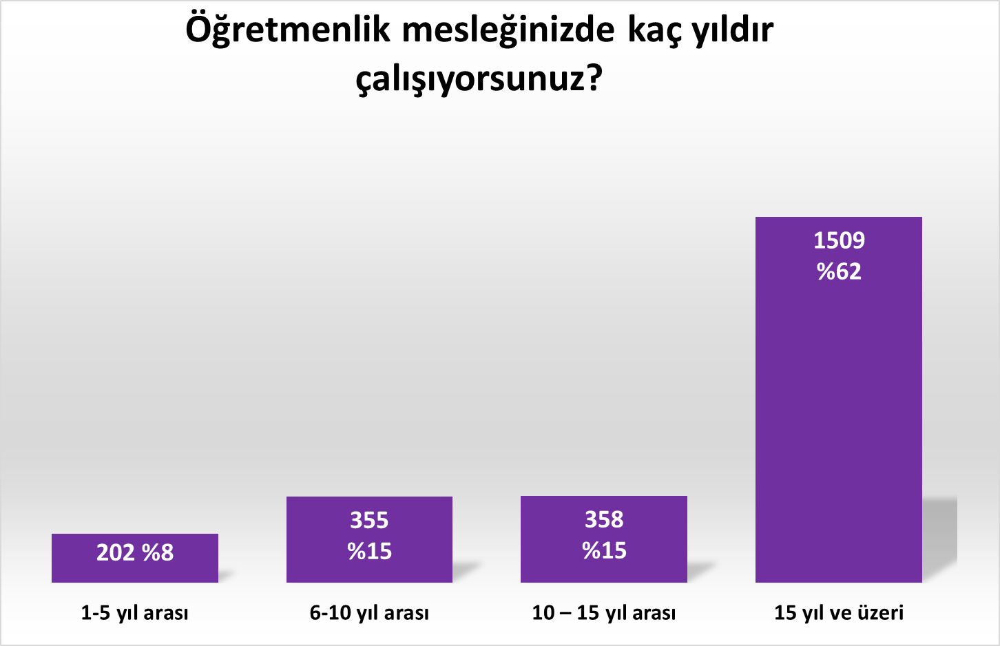 Öğretmenlik mesleğinizde kaç yıldır
çalışıyorsunuz?
1509
%62
355
%15
358
%15
202 %8
1-5 yıl arası
6-10 yıl arası
10 – 15 yıl arası
15 yıl ve üzeri